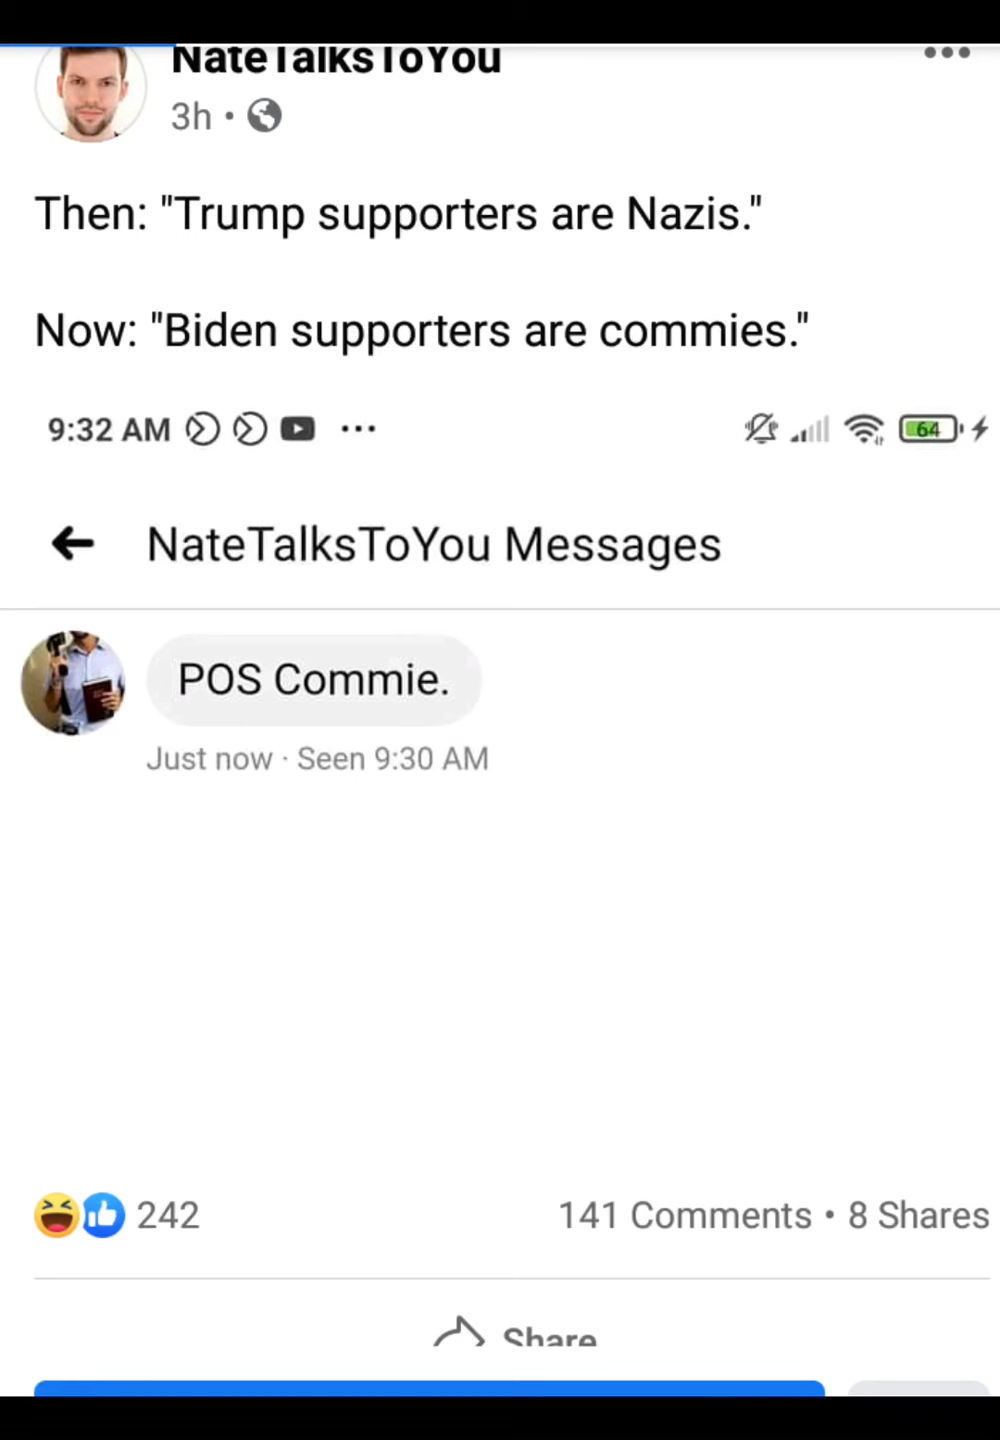 NateTalksToYou
3h •
Then: "Trump supporters are Nazis."
Now: "Biden supporters are commies."
9:32 AM
64
NateTalksToYou Messages
POS Commie.
Just now · Seen 9:30 AM
242
141 Comments • 8 Shares
Share